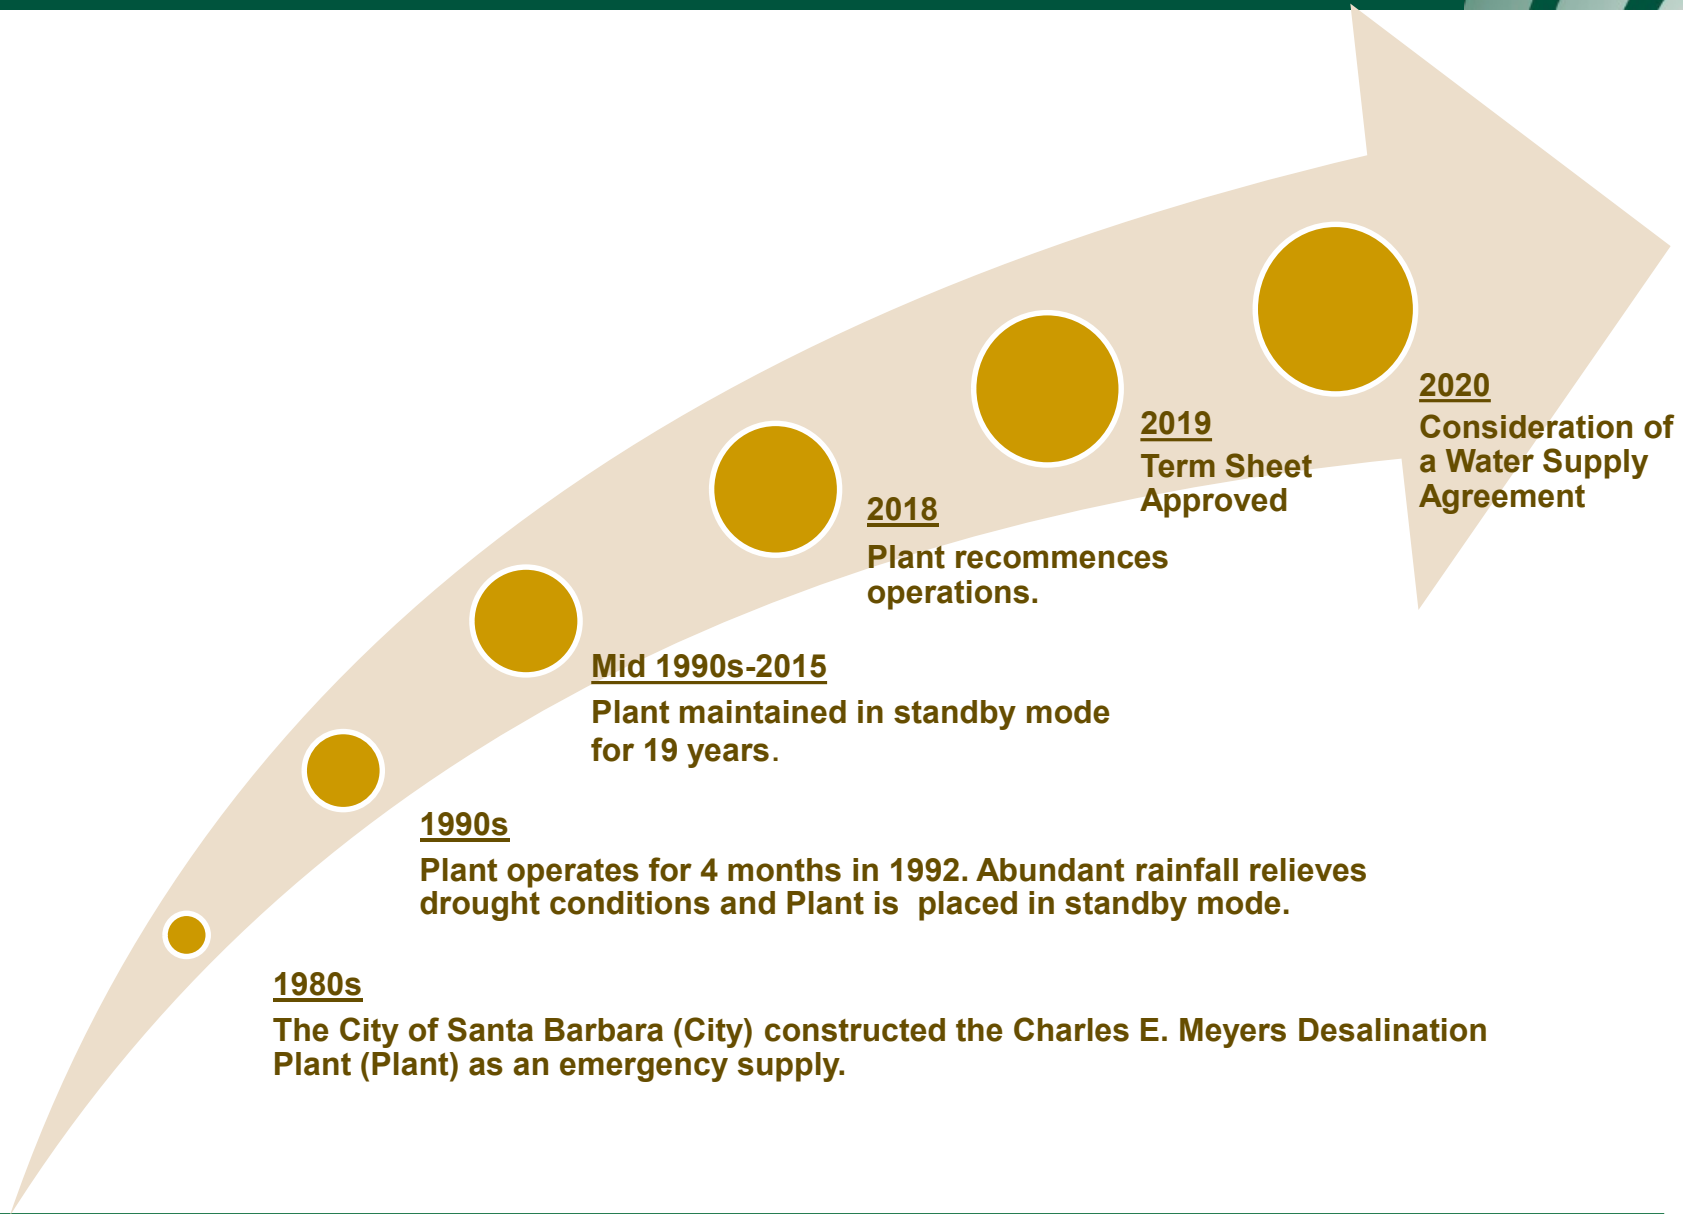 2020
Consideration of
a Water Supply
Agreement
2019
Term Sheet
Approved
2018
Plant recommences
operations.
Mid 1990s-2015
Plant maintained in standby mode
for 19 years.
1990s
Plant operates for 4 months in 1992. Abundant rainfall relieves
drought conditions and Plant is  placed in standby mode.
1980s
The City of Santa Barbara (City) constructed the Charles E. Meyers Desalination
Plant (Plant) as an emergency supply.